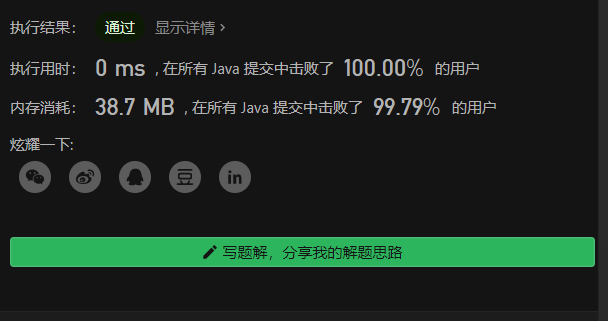 执行结果： 通过 显示详情 >
执行用时： 0 ms , 在所有 Java 提交中击败了 100.00% 的用户
内存消耗： 38.7 MB , 在所有 Java 提交中击败了 99.79% 的用户
炫耀一下:
豆 in
写题解，分享我的解题思路